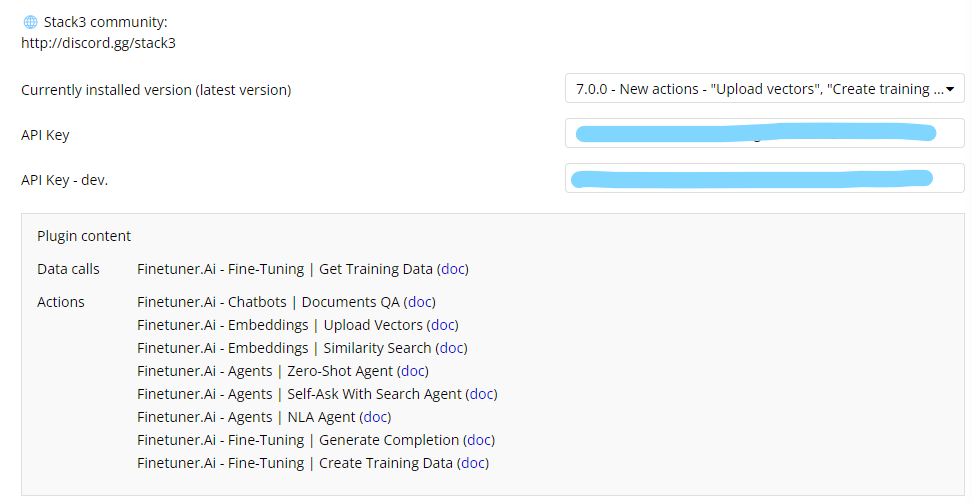 Stack3 community:
http://discord.gg/stack3
Currently installed version (latest version)
7.0.0 - New actions - "Upload vectors", "Create training ...
API Key
API Key - dev.
Plugin content
Data calls
Finetuner.Ai - Fine-Tuning | Get Training Data (doc)
Actions
Finetuner.Ai - Chatbots | Documents QA (doc)
Finetuner.Ai - Embeddings | Upload Vectors (doc)
Finetuner.Ai - Embeddings | Similarity Search (doc)
Finetuner.Ai - Agents | Zero-Shot Agent (doc)
Finetuner.Ai - Agents | Self-Ask With Search Agent (doc)
Finetuner.Ai - Agents | NLA Agent (doc)
Finetuner.Ai - Fine-Tuning | Generate Completion (doc)
Finetuner.Ai - Fine-Tuning | Create Training Data (doc)